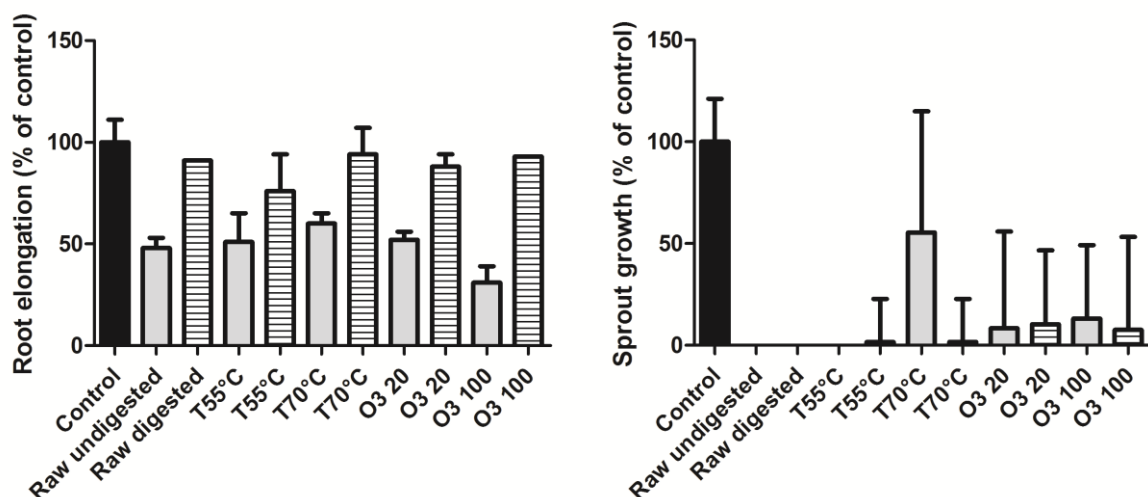 Root elongation (% of control)
150
100
50
0
Control
Raw undigested
Raw digested
T55°C
T55°C
T70°C
T70°C
O3 20
O3 20
O3 100
O3 100
Sprout growth (% of control)
150
100
50
0
Control
Raw undigested
Raw digested
T55°C
T55°C
T70°C
T70°C
O3 20
O3 20
O3 100
O3 100